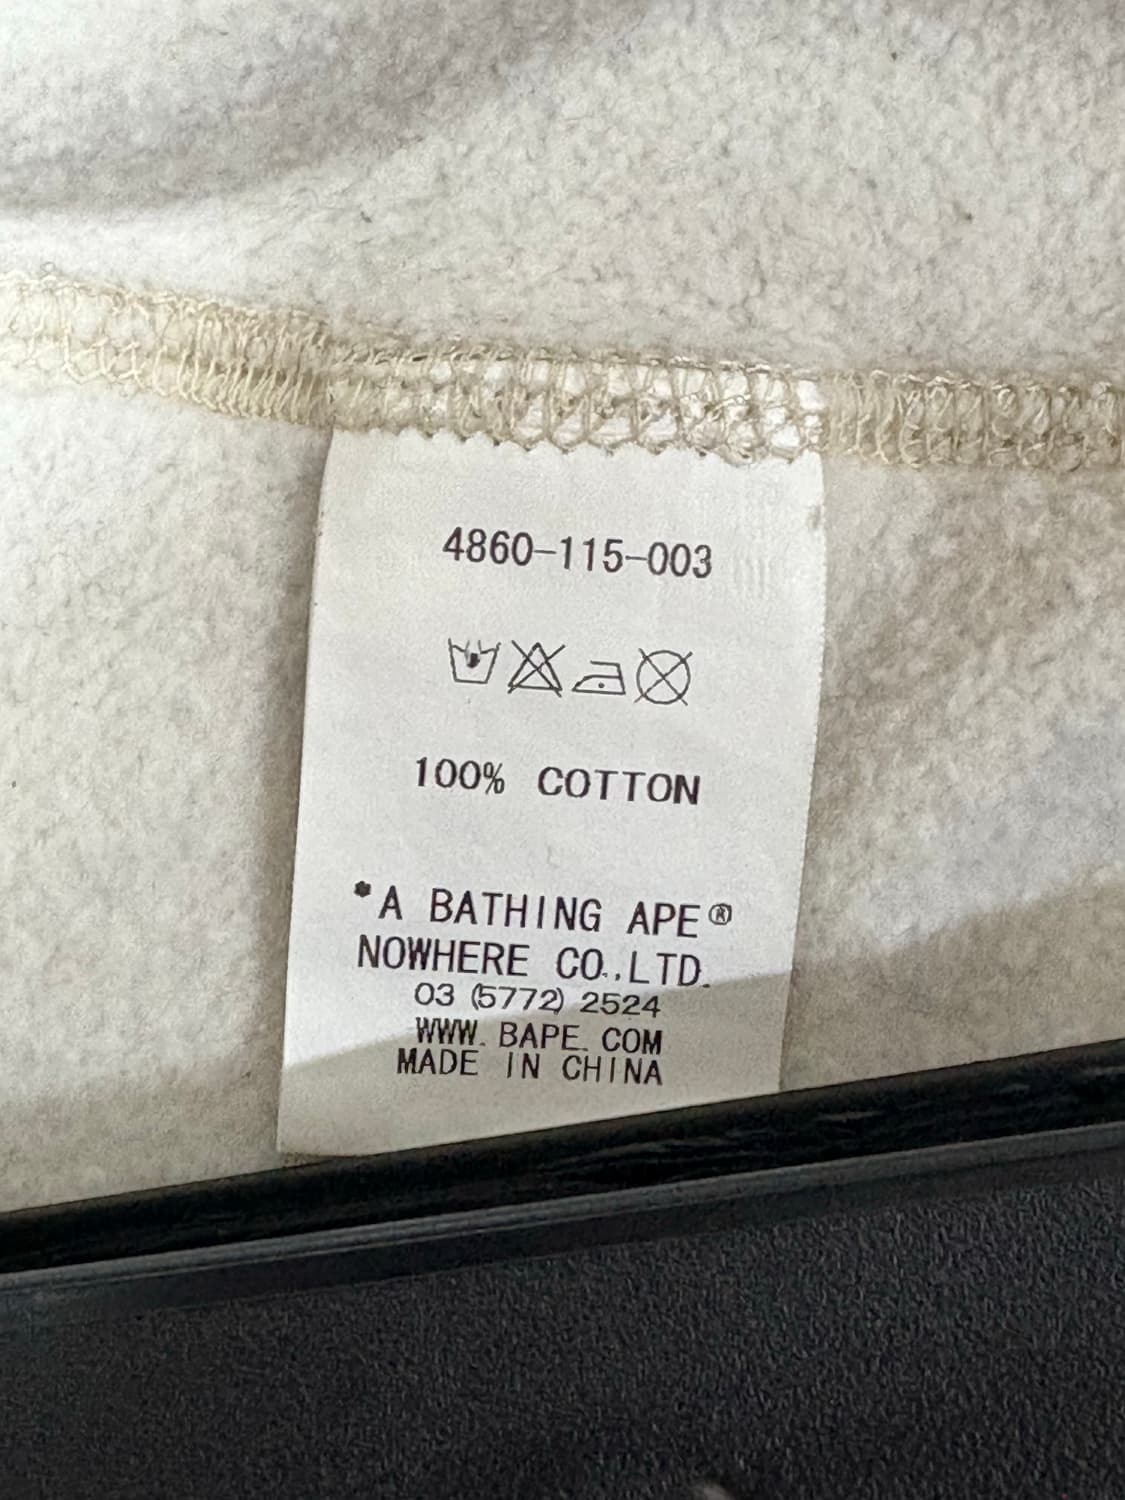 4860-115-003
100% COTTON
*A BATHING APE®
NOWHERE CO.,LTD.
03 (5772) 2524
WWW. BAPE. COM
MADE IN CHINA